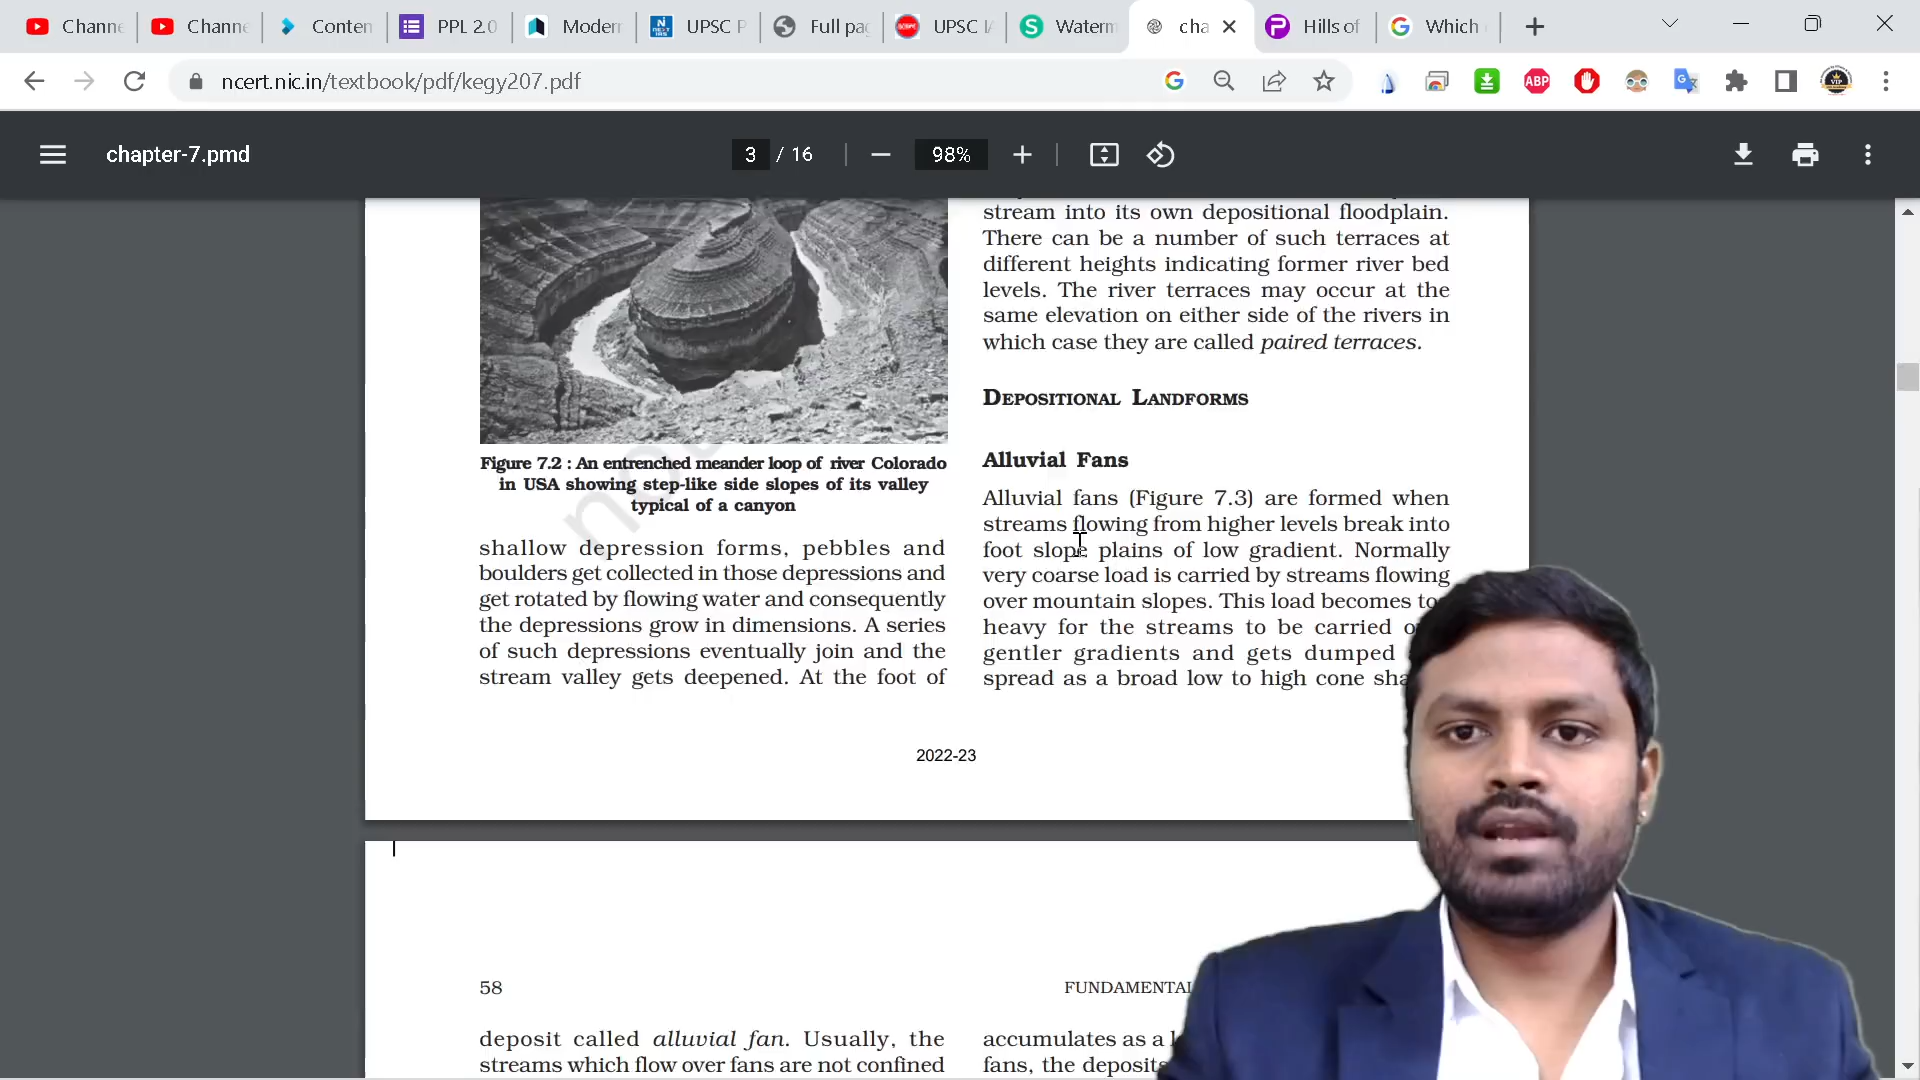 Channe
Channe
Conten
PPL 2.0
Modern
UPSC P
Full pag
UPSC IA
Waterm
cha
Hills of
Which
ncert.nic.in/textbook/pdf/kegy207.pdf
ABP
chapter-7.pmd
3 / 16
98%
Figure 7.2 : An entrenched meander loop of river Colorado
in USA showing step-like side slopes of its valley
typical of a canyon
shallow depression forms, pebbles and
boulders get collected in those depressions and
get rotated by flowing water and consequently
the depressions grow in dimensions. A series
of such depressions eventually join and the
stream valley gets deepened. At the foot of
stream into its own depositional floodplain.
There can be a number of such terraces at
different heights indicating former river bed
levels. The river terraces may occur at the
same elevation on either side of the rivers in
which case they are called paired terraces.
DEPOSITIONAL LANDFORMS
Alluvial Fans
Alluvial fans (Figure 7.3) are formed when
streams flowing from higher levels break into
foot slope plains of low gradient. Normally
very coarse load is carried by streams flowing
over mountain slopes. This load becomes to
heavy for the streams to be carried o
gentler gradients and gets dumped
spread as a broad low to high cone sha
2022-23
58
FUNDAMENTAL
deposit called alluvial fan. Usually, the
streams which flow over fans are not confined
accumulates as a l
fans, the deposits